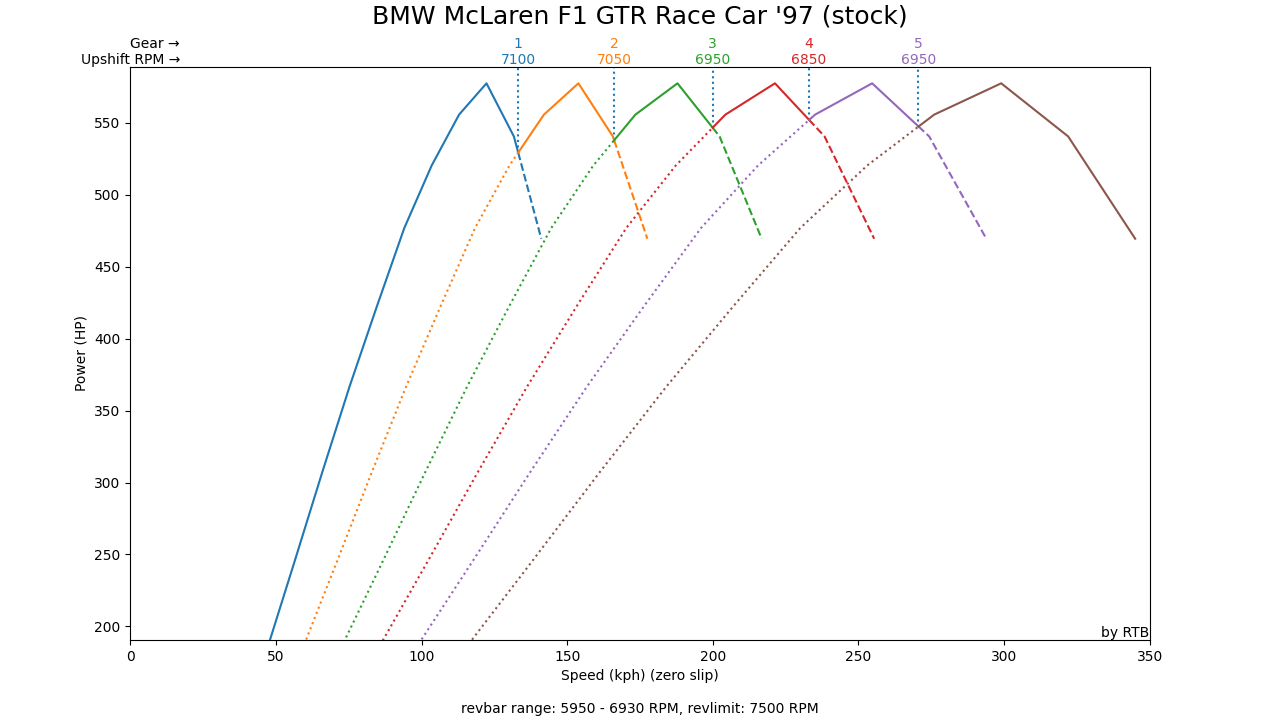 BMW McLaren F1 GTR Race Car '97 (stock)
Gear → 1 2 3 4 5
Upshift RPM → 7100 7050 6950 6850 6950
550
500
450
400
350
300
250
200
Power (HP)
by RTB
0 50 100 150 200 250 300 350
Speed (kph) (zero slip)
revbar range: 5950 - 6930 RPM, revlimit: 7500 RPM